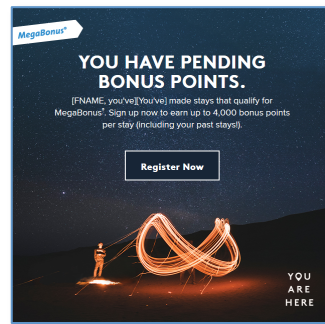 MegaBonus®
YOU HAVE PENDING
BONUS POINTS.
[FNAME, you've][You've] made stays that qualify for
MegaBonus®. Sign up now to earn up to 4,000 bonus points
per stay (including your past stays!).
Register Now
YOU
ARE
HERE